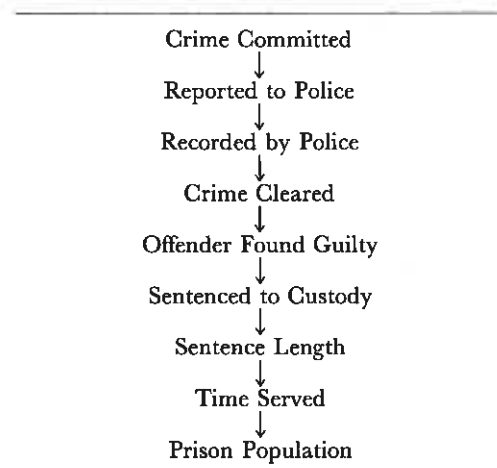 Crime Committed
Reported to Police
Recorded by Police
Crime Cleared
Offender Found Guilty
Sentenced to Custody
Sentence Length
Time Served
Prison Population